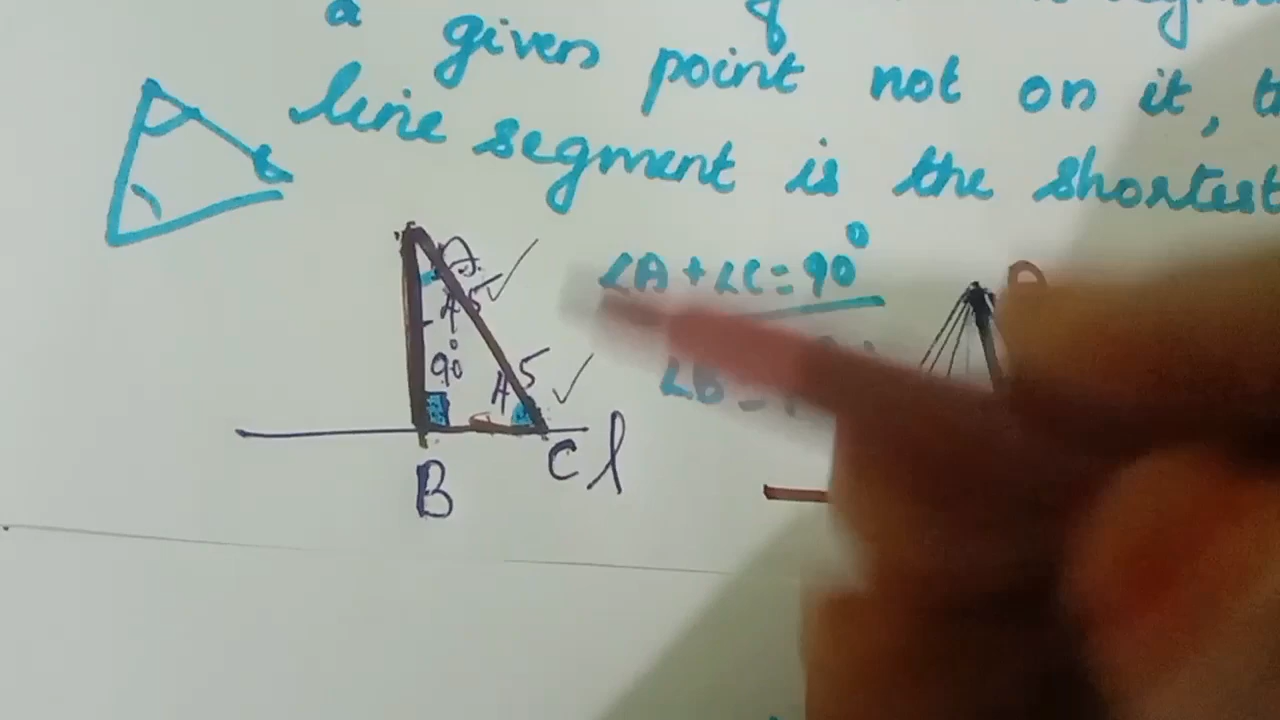 a
given point not on it,
line segment is the shortest
∠A + ∠C = 90°
45
90°
45
B
C l